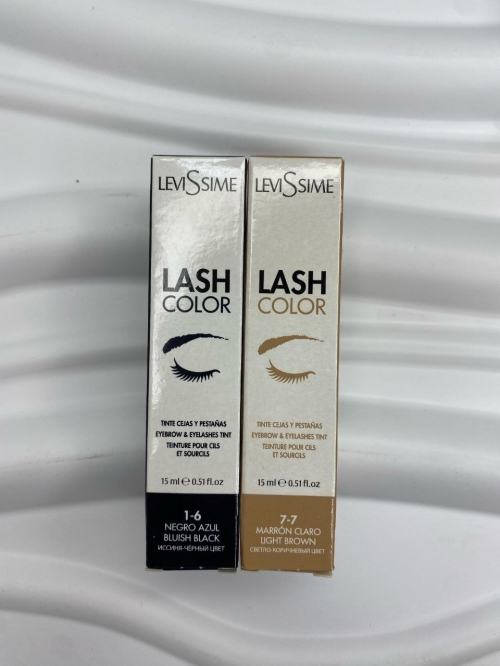 LEVISSIME
LASH
COLOR
TINTE CEJAS Y PESTAÑAS
EYEBROW & EYELASHES TINT
TEINTURE POUR CILS
ET SOURCILS
15 ml ℮ 0.51 fl.oz
1-6
NEGRO AZUL
BLUISH BLACK
ИССИНЯ-ЧЁРНЫЙ ЦВЕТ
LEVISSIME
LASH
COLOR
TINTE CEJAS Y PESTAÑAS
EYEBROW & EYELASHES TINT
TEINTURE POUR CILS
ET SOURCILS
15 ml ℮ 0.51 fl.oz
7-7
MARRÓN CLARO
LIGHT BROWN
СВЕТЛО-КОРИЧНЕВЫЙ ЦВЕТ